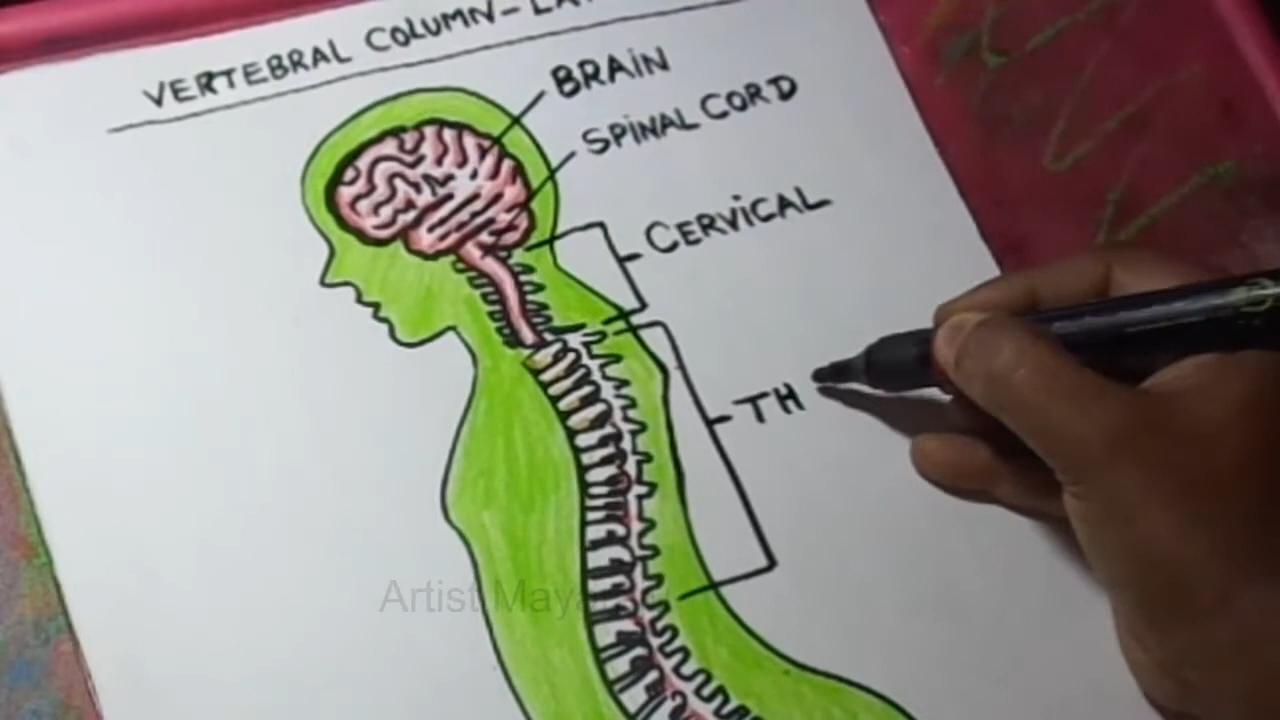 VERTEBRAL COLUMN-
BRAiN
SPiNAL CORD
CERViCAL
TH
Artist